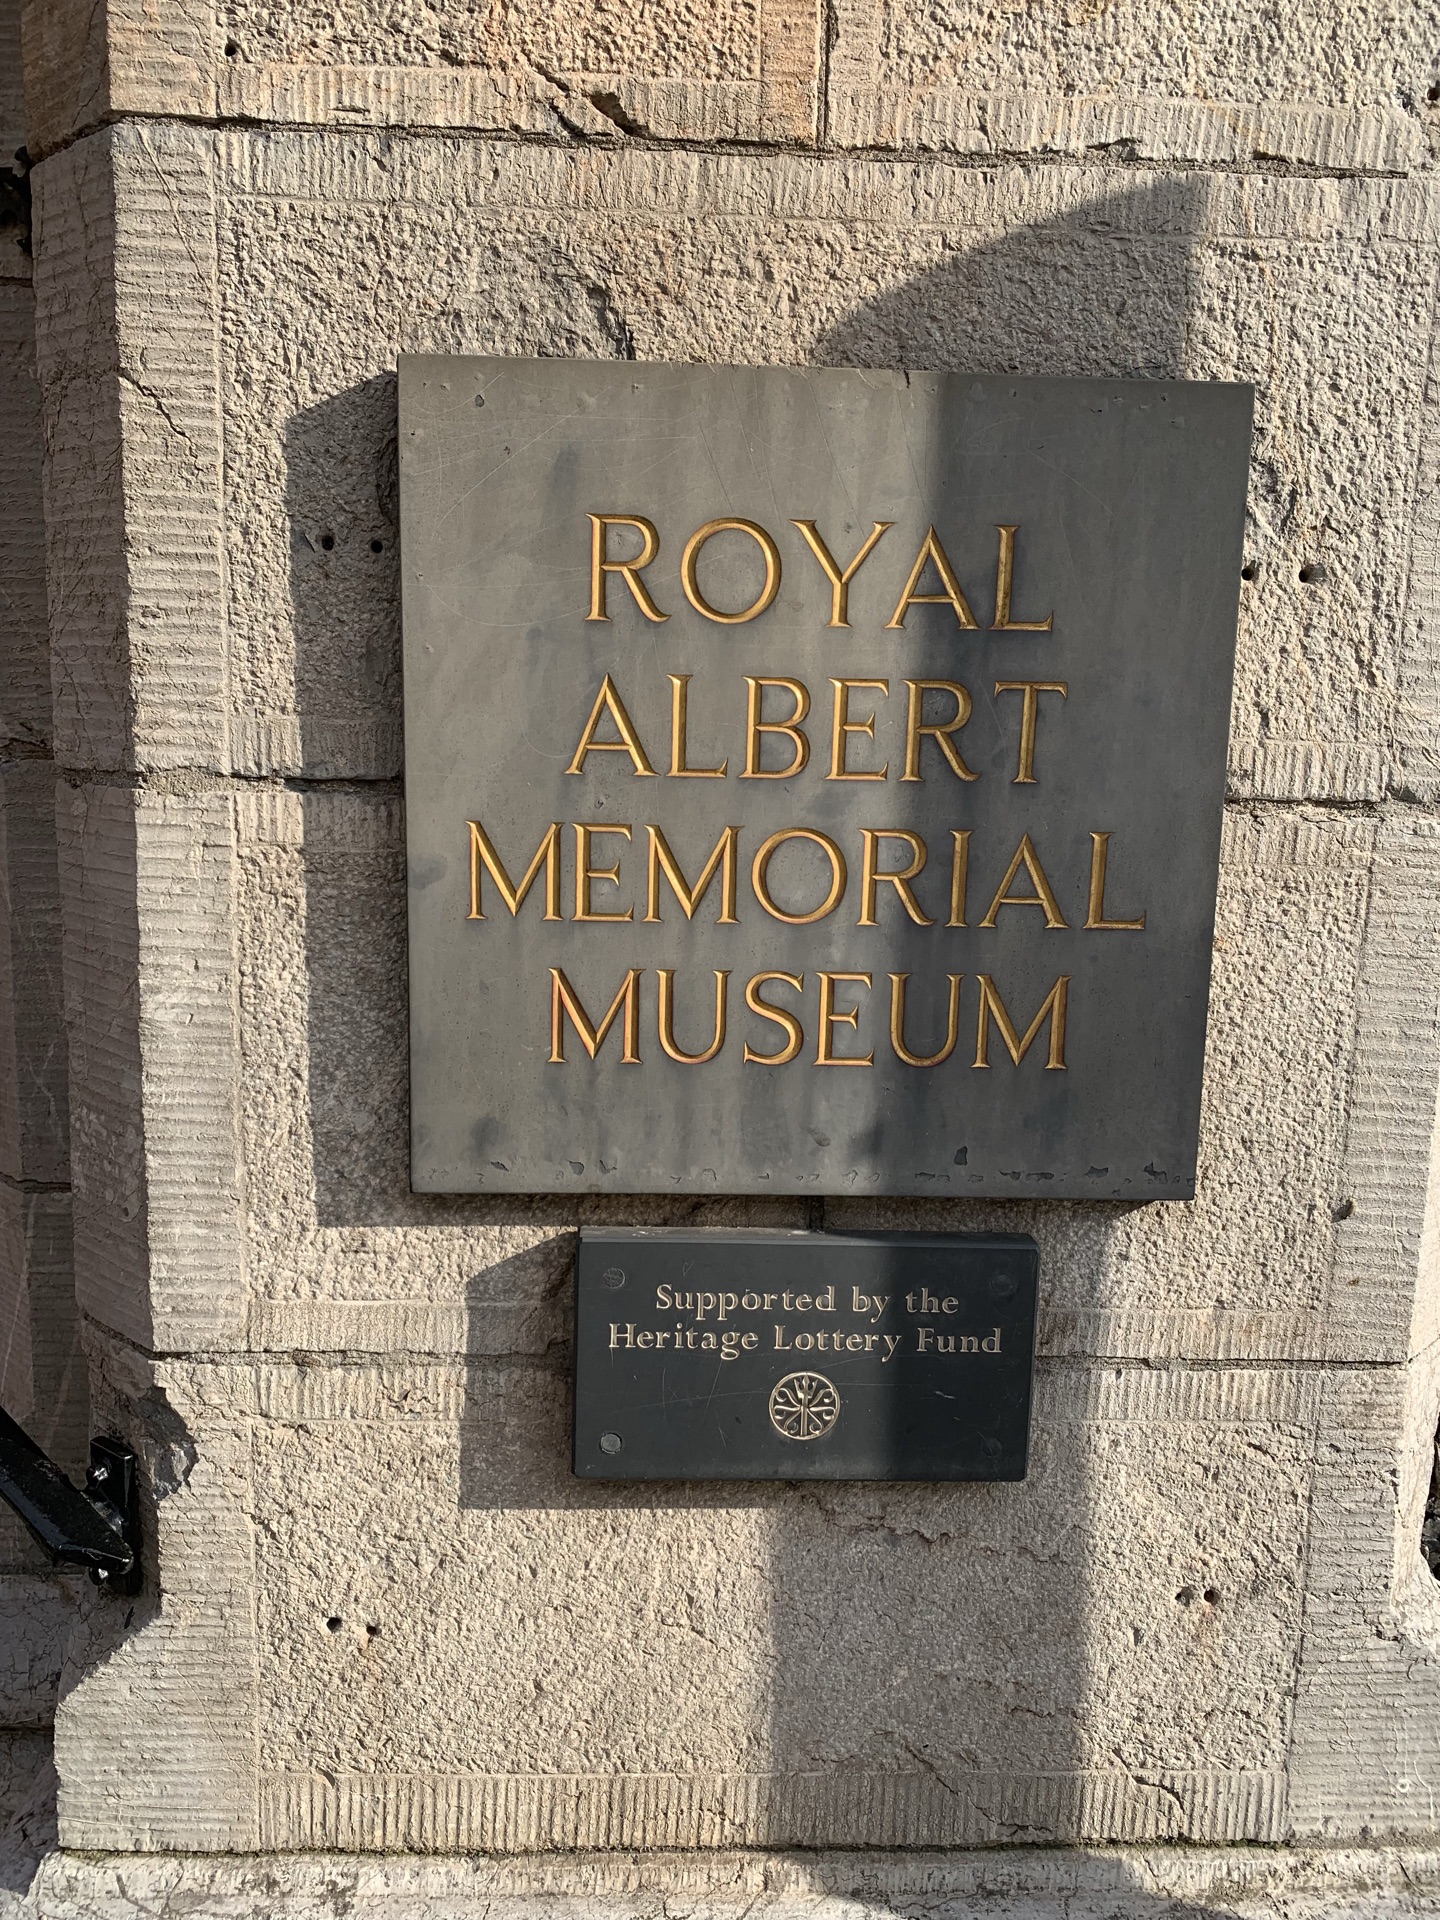 ROYAL
ALBERT
MEMORIAL
MUSEUM
Supported by the
Heritage Lottery Fund